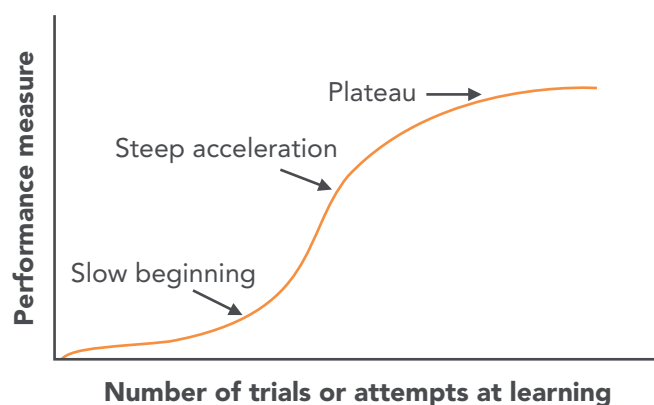 Performance measure
Plateau
Steep acceleration
Slow beginning
Number of trials or attempts at learning